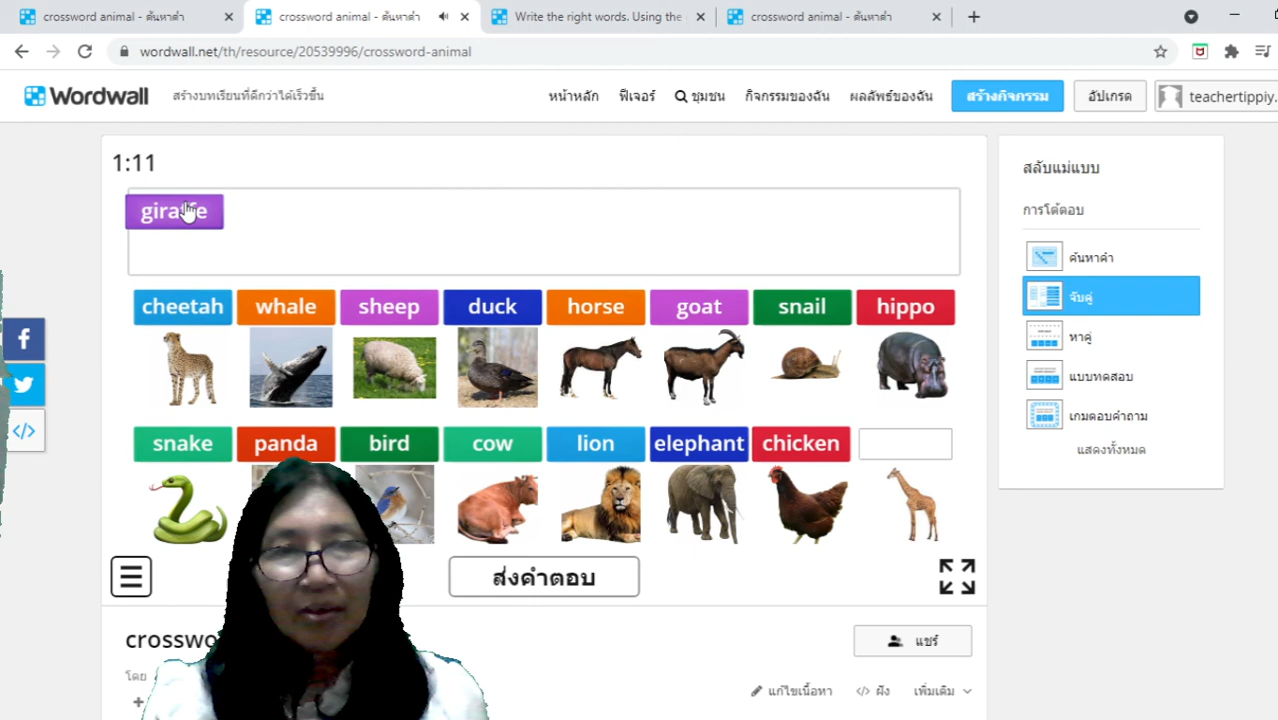 crossword animal - ค้นหาคำ
crossword animal - ค้นหาคำ
Write the right words. Using the
crossword animal - ค้นหาคำ
wordwall.net/th/resource/20539996/crossword-animal
Wordwall
สร้างบทเรียนที่ดีกว่าได้เร็วขึ้น
หน้าหลัก
ฟีเจอร์
ชุมชน
กิจกรรมของฉัน
ผลลัพธ์ของฉัน
สร้างกิจกรรม
อัปเกรด
teachertippiy.
1:11
giraffe
cheetah whale sheep duck horse goat snail hippo
snake panda bird cow lion elephant chicken
ส่งคำตอบ
สลับแม่แบบ
การโต้ตอบ
ค้นหาคำ
จับคู่
หาคู่
แบบทดสอบ
เกมตอบคำถาม
แสดงทั้งหมด
แชร์
โดย
แก้ไขเนื้อหา
ฝัง
เพิ่มเติม